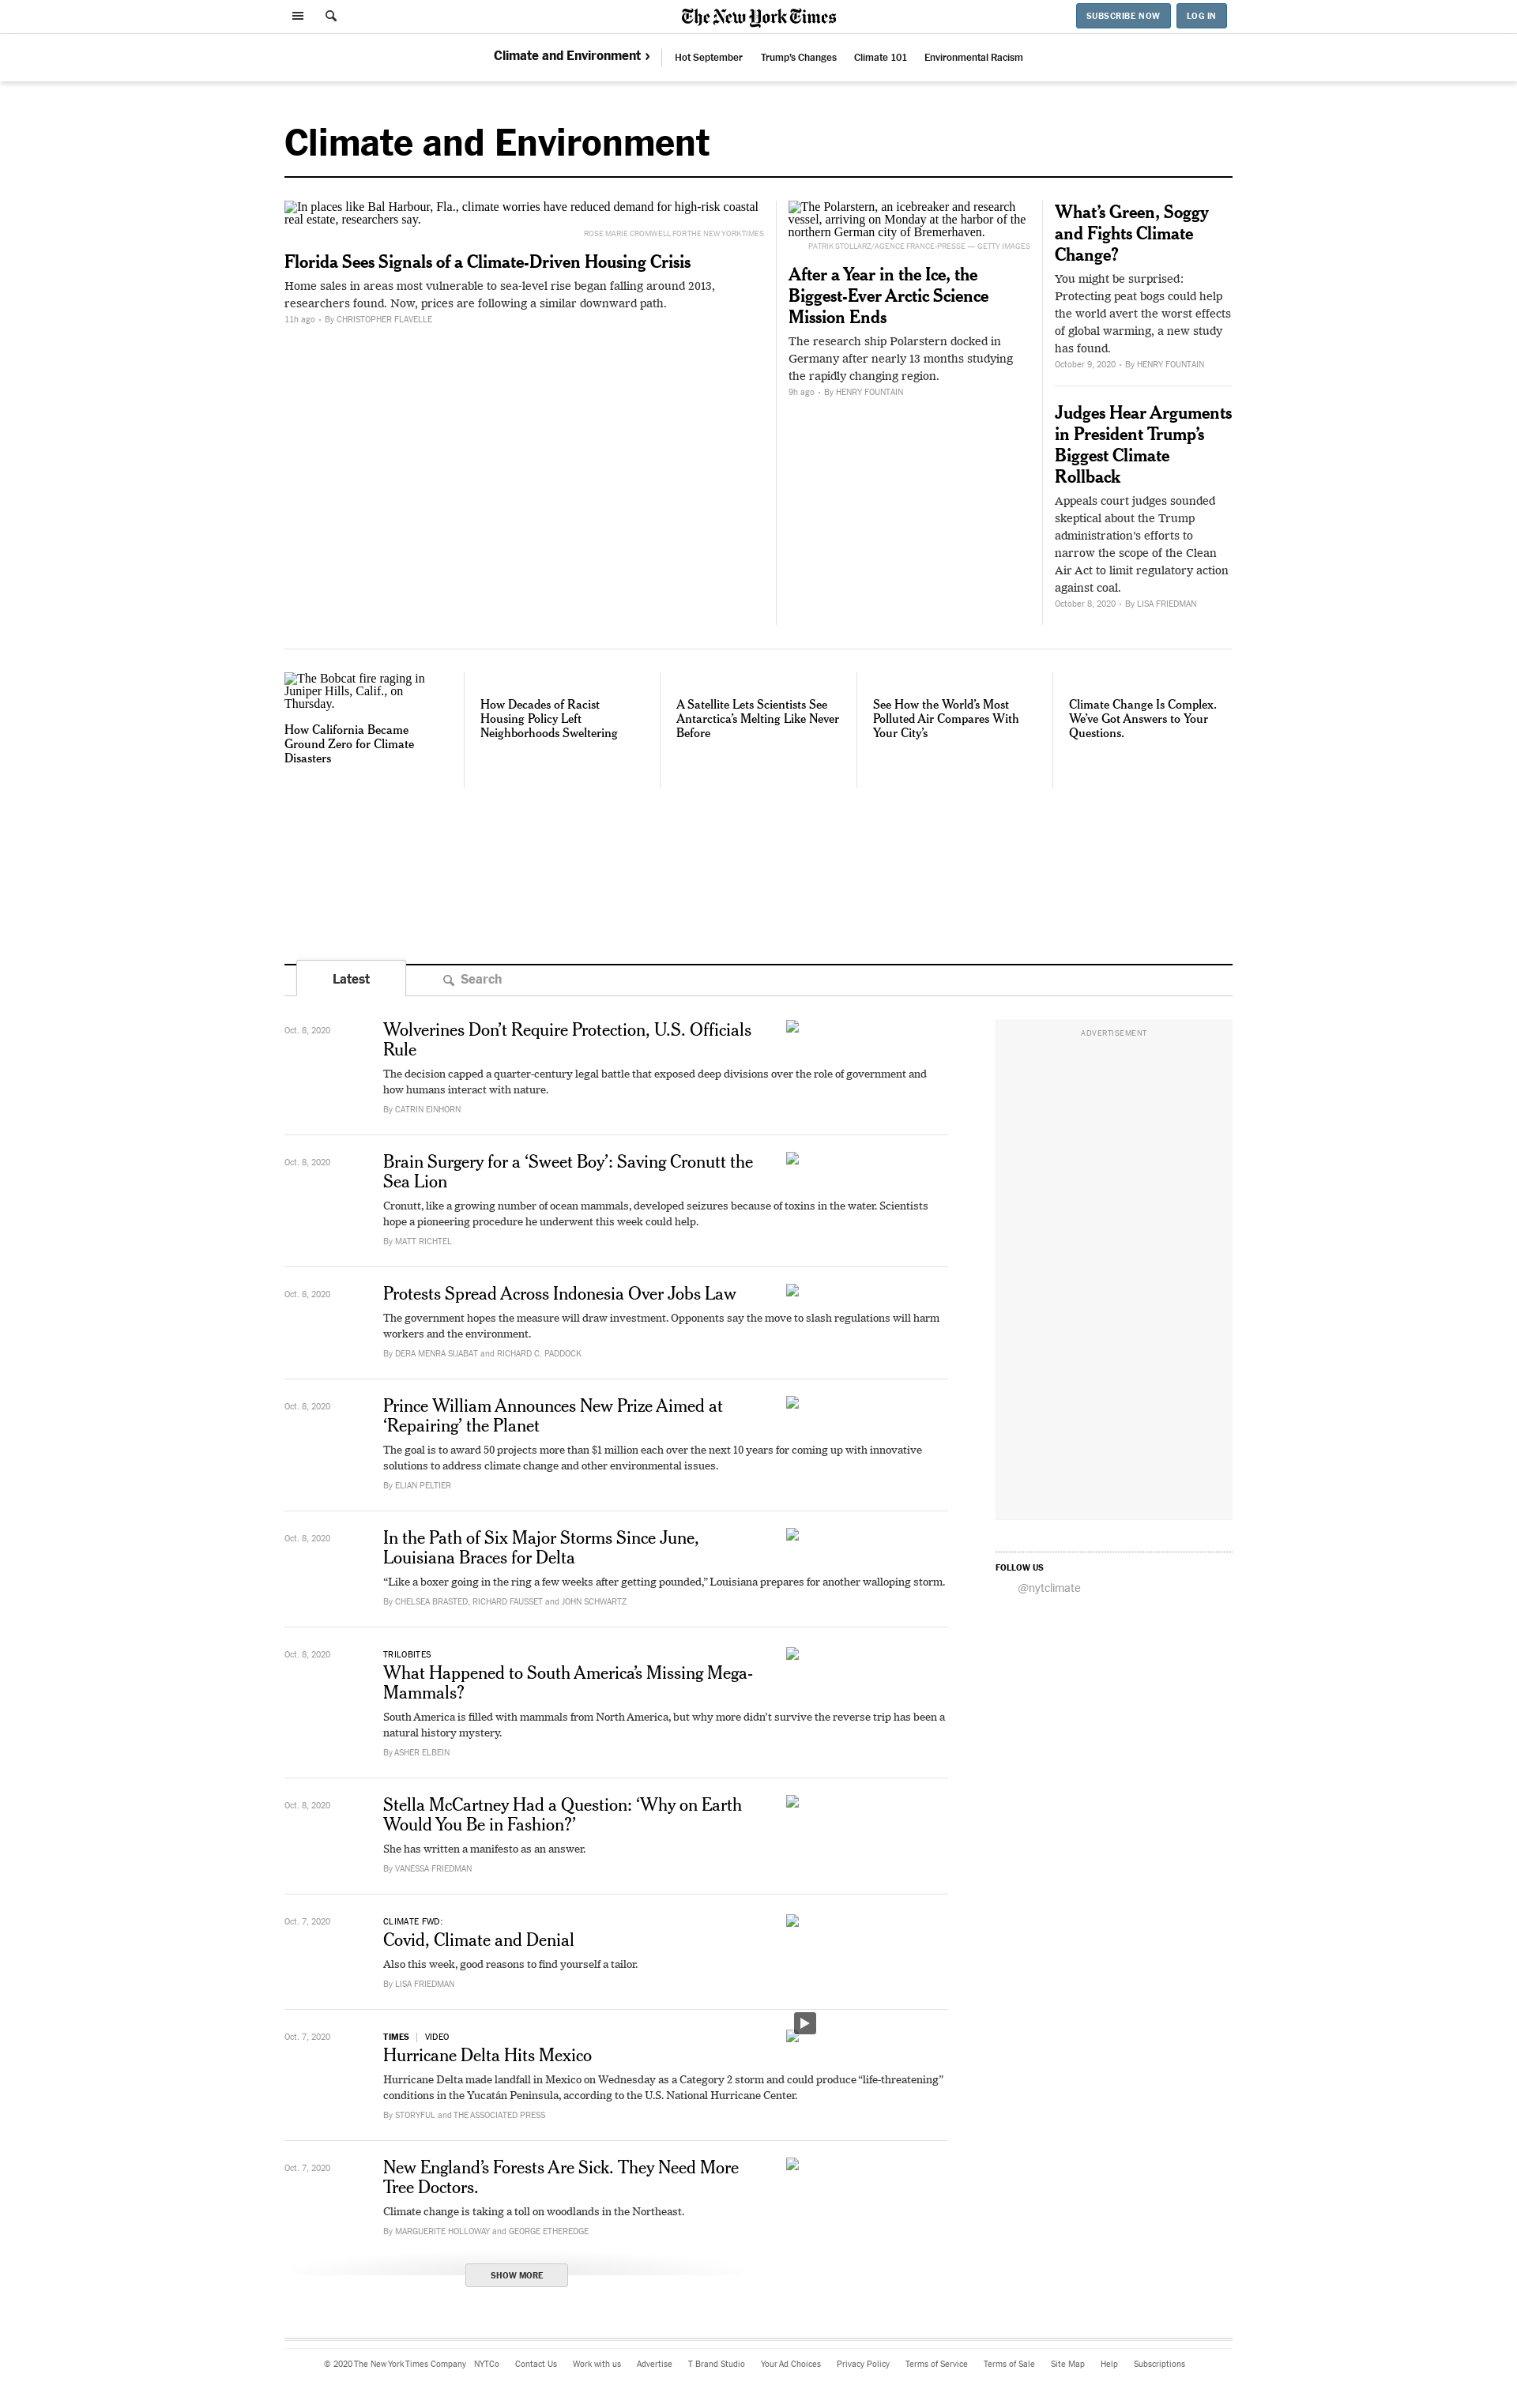 The New York Times
SUBSCRIBE NOW
LOG IN
Climate and Environment ›
Hot September
Trump's Changes
Climate 101
Environmental Racism
Climate and Environment
In places like Bal Harbour, Fla., climate worries have reduced demand for high-risk coastal
real estate, researchers say.
ROSE MARIE CROMWELL FOR THE NEW YORK TIMES
Florida Sees Signals of a Climate-Driven Housing Crisis
Home sales in areas most vulnerable to sea-level rise began falling around 2013,
researchers found. Now, prices are following a similar downward path.
11h ago • By CHRISTOPHER FLAVELLE
The Polarstern, an icebreaker and research
vessel, arriving on Monday at the harbor of the
northern German city of Bremerhaven.
PATRIK STOLLARZ/AGENCE FRANCE-PRESSE — GETTY IMAGES
After a Year in the Ice, the
Biggest-Ever Arctic Science
Mission Ends
The research ship Polarstern docked in
Germany after nearly 13 months studying
the rapidly changing region.
9h ago • By HENRY FOUNTAIN
What's Green, Soggy
and Fights Climate
Change?
You might be surprised:
Protecting peat bogs could help
the world avert the worst effects
of global warming, a new study
has found.
October 9, 2020 • By HENRY FOUNTAIN
Judges Hear Arguments
in President Trump's
Biggest Climate
Rollback
Appeals court judges sounded
skeptical about the Trump
administration's efforts to
narrow the scope of the Clean
Air Act to limit regulatory action
against coal.
October 8, 2020 • By LISA FRIEDMAN
The Bobcat fire raging in
Juniper Hills, Calif., on
Thursday.
How California Became
Ground Zero for Climate
Disasters
How Decades of Racist
Housing Policy Left
Neighborhoods Sweltering
A Satellite Lets Scientists See
Antarctica's Melting Like Never
Before
See How the World's Most
Polluted Air Compares With
Your City's
Climate Change Is Complex.
We've Got Answers to Your
Questions.
Latest
Search
Oct. 8, 2020
Wolverines Don't Require Protection, U.S. Officials
Rule
The decision capped a quarter-century legal battle that exposed deep divisions over the role of government and
how humans interact with nature.
By CATRIN EINHORN
ADVERTISEMENT
Oct. 8, 2020
Brain Surgery for a 'Sweet Boy': Saving Cronutt the
Sea Lion
Cronutt, like a growing number of ocean mammals, developed seizures because of toxins in the water. Scientists
hope a pioneering procedure he underwent this week could help.
By MATT RICHTEL
Oct. 8, 2020
Protests Spread Across Indonesia Over Jobs Law
The government hopes the measure will draw investment. Opponents say the move to slash regulations will harm
workers and the environment.
By DERA MENRA SIJABAT and RICHARD C. PADDOCK
Oct. 8, 2020
Prince William Announces New Prize Aimed at
'Repairing' the Planet
The goal is to award 50 projects more than $1 million each over the next 10 years for coming up with innovative
solutions to address climate change and other environmental issues.
By ELIAN PELTIER
Oct. 8, 2020
In the Path of Six Major Storms Since June,
Louisiana Braces for Delta
"Like a boxer going in the ring a few weeks after getting pounded," Louisiana prepares for another walloping storm.
By CHELSEA BRASTED, RICHARD FAUSSET and JOHN SCHWARTZ
FOLLOW US
@nytclimate
Oct. 8, 2020
TRILOBITES
What Happened to South America's Missing Mega-
Mammals?
South America is filled with mammals from North America, but why more didn't survive the reverse trip has been a
natural history mystery.
By ASHER ELBEIN
Oct. 8, 2020
Stella McCartney Had a Question: 'Why on Earth
Would You Be in Fashion?'
She has written a manifesto as an answer.
By VANESSA FRIEDMAN
Oct. 7, 2020
CLIMATE FWD:
Covid, Climate and Denial
Also this week, good reasons to find yourself a tailor.
By LISA FRIEDMAN
Oct. 7, 2020
TIMES | VIDEO
Hurricane Delta Hits Mexico
Hurricane Delta made landfall in Mexico on Wednesday as a Category 2 storm and could produce "life-threatening"
conditions in the Yucatán Peninsula, according to the U.S. National Hurricane Center.
By STORYFUL and THE ASSOCIATED PRESS
Oct. 7, 2020
New England's Forests Are Sick. They Need More
Tree Doctors.
Climate change is taking a toll on woodlands in the Northeast.
By MARGUERITE HOLLOWAY and GEORGE ETHEREDGE
SHOW MORE
© 2020 The New York Times Company
NYTCo
Contact Us
Work with us
Advertise
T Brand Studio
Your Ad Choices
Privacy Policy
Terms of Service
Terms of Sale
Site Map
Help
Subscriptions